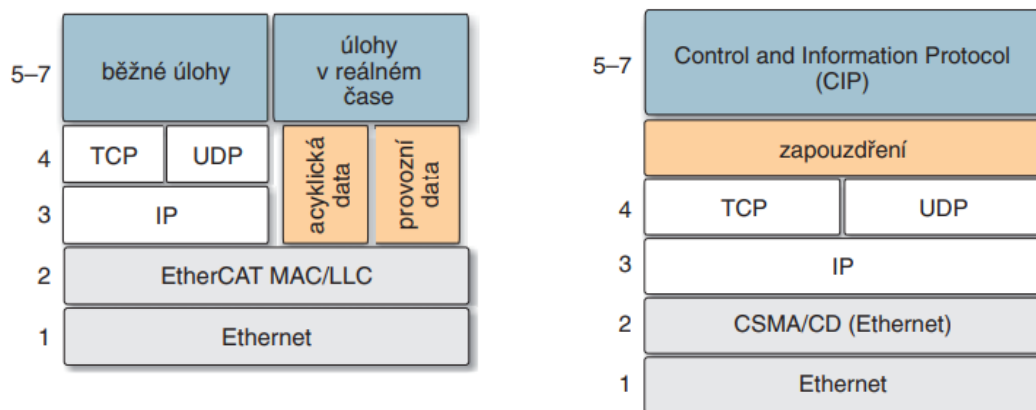 5–7
běžné úlohy
úlohy
v reálném
čase
4
TCP
UDP
acyklická
data
provozní
data
3
IP
2
EtherCAT MAC/LLC
1
Ethernet
5–7
Control and Information Protocol
(CIP)
zapouzdření
4
TCP
UDP
3
IP
2
CSMA/CD (Ethernet)
1
Ethernet